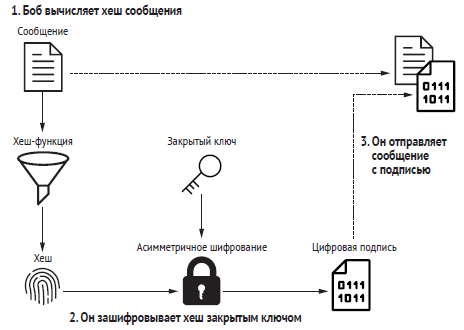 1. Боб вычисляет хеш сообщения
Сообщение
0111
1011
Хеш-функция
Закрытый ключ
3. Он отправляет
сообщение
с подписью
Хеш
Асимметричное шифрование
Цифровая подпись
0111
1011
2. Он зашифровывает хеш закрытым ключом